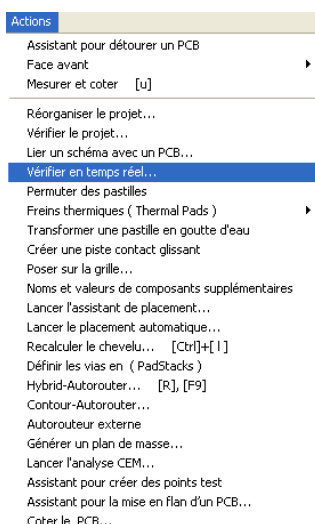 Actions
Assistant pour détourer un PCB
Face avant
Mesurer et coter [u]
Réorganiser le projet...
Vérifier le projet...
Lier un schéma avec un PCB...
Vérifier en temps réel...
Permuter des pastilles
Freins thermiques ( Thermal Pads )
Transformer une pastille en goutte d'eau
Créer une piste contact glissant
Poser sur la grille...
Noms et valeurs de composants supplémentaires
Lancer l'assistant de placement...
Lancer le placement automatique...
Recalculer le chevelu... [Ctrl]+[ l ]
Définir les vias en ( PadStacks )
Hybrid-Autorouter... [R], [F9]
Contour-Autorouter...
Autorouteur externe
Générer un plan de masse...
Lancer l'analyse CEM...
Assistant pour créer des points test
Assistant pour la mise en flan d'un PCB...
Coter le PCB...